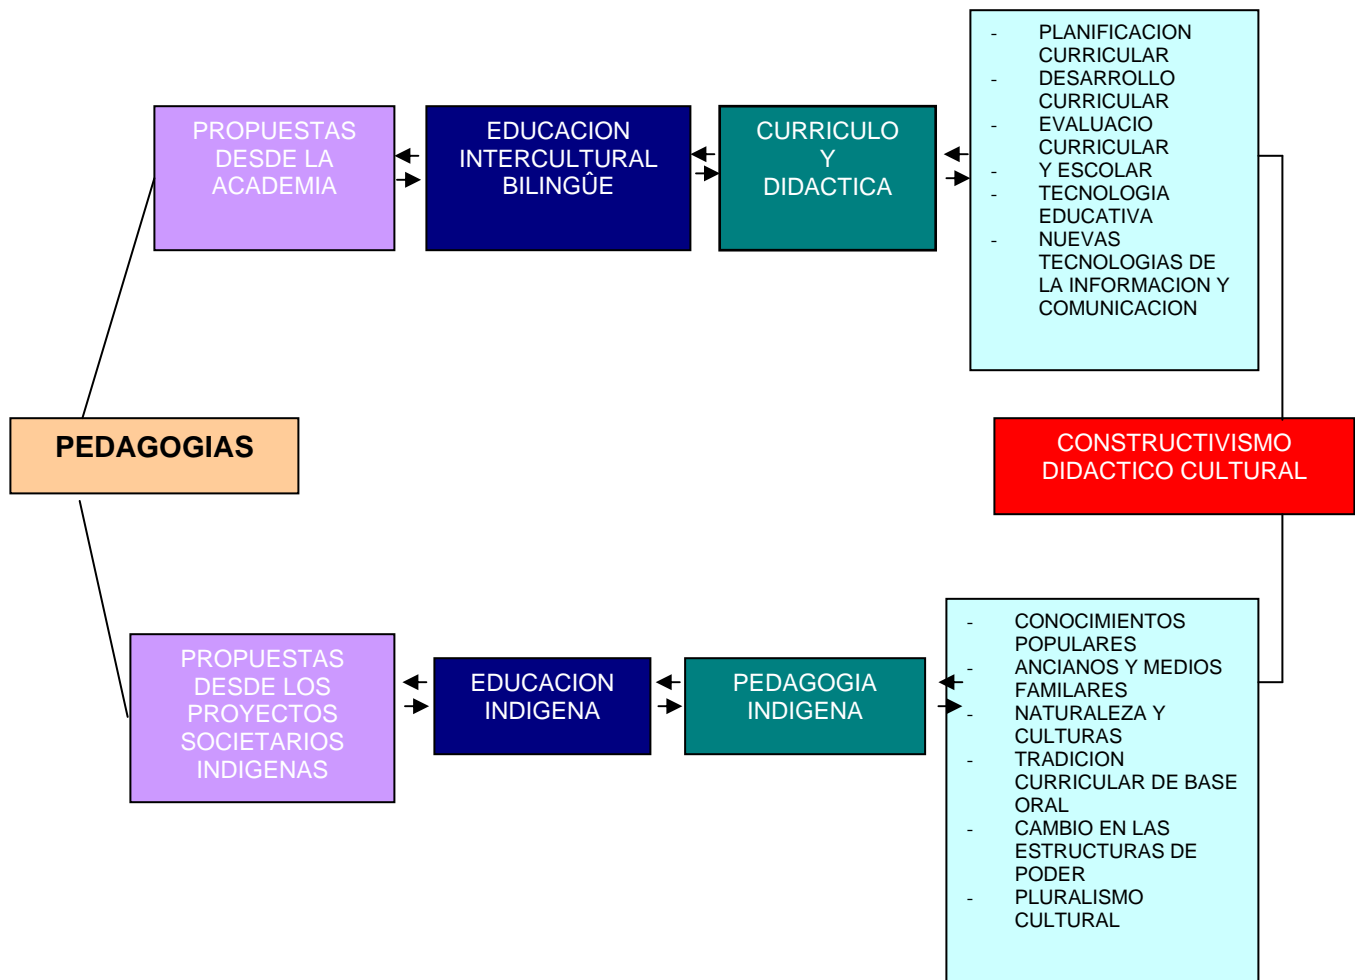 - PLANIFICACION
CURRICULAR
- DESARROLLO
CURRICULAR
- EVALUACIO
CURRICULAR
- Y ESCOLAR
- TECNOLOGIA
EDUCATIVA
- NUEVAS
TECNOLOGIAS DE
LA INFORMACION Y
COMUNICACION
PROPUESTAS
DESDE LA
ACADEMIA
EDUCACION
INTERCULTURAL
BILINGÛE
CURRICULO
Y
DIDACTICA
PEDAGOGIAS
CONSTRUCTIVISMO
DIDACTICO CULTURAL
PROPUESTAS
DESDE LOS
PROYECTOS
SOCIETARIOS
INDIGENAS
EDUCACION
INDIGENA
PEDAGOGIA
INDIGENA
- CONOCIMIENTOS
POPULARES
- ANCIANOS Y MEDIOS
FAMILARES
- NATURALEZA Y
CULTURAS
- TRADICION
CURRICULAR DE BASE
ORAL
- CAMBIO EN LAS
ESTRUCTURAS DE
PODER
- PLURALISMO
CULTURAL